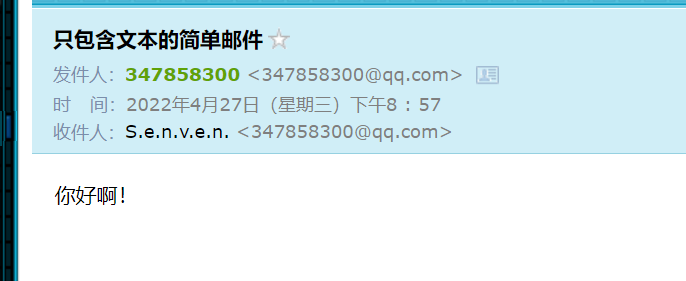 只包含文本的简单邮件
发件人：347858300 <347858300@qq.com>
时　间：2022年4月27日（星期三）下午8：57
收件人：S.e.n.v.e.n. <347858300@qq.com>
你好啊！